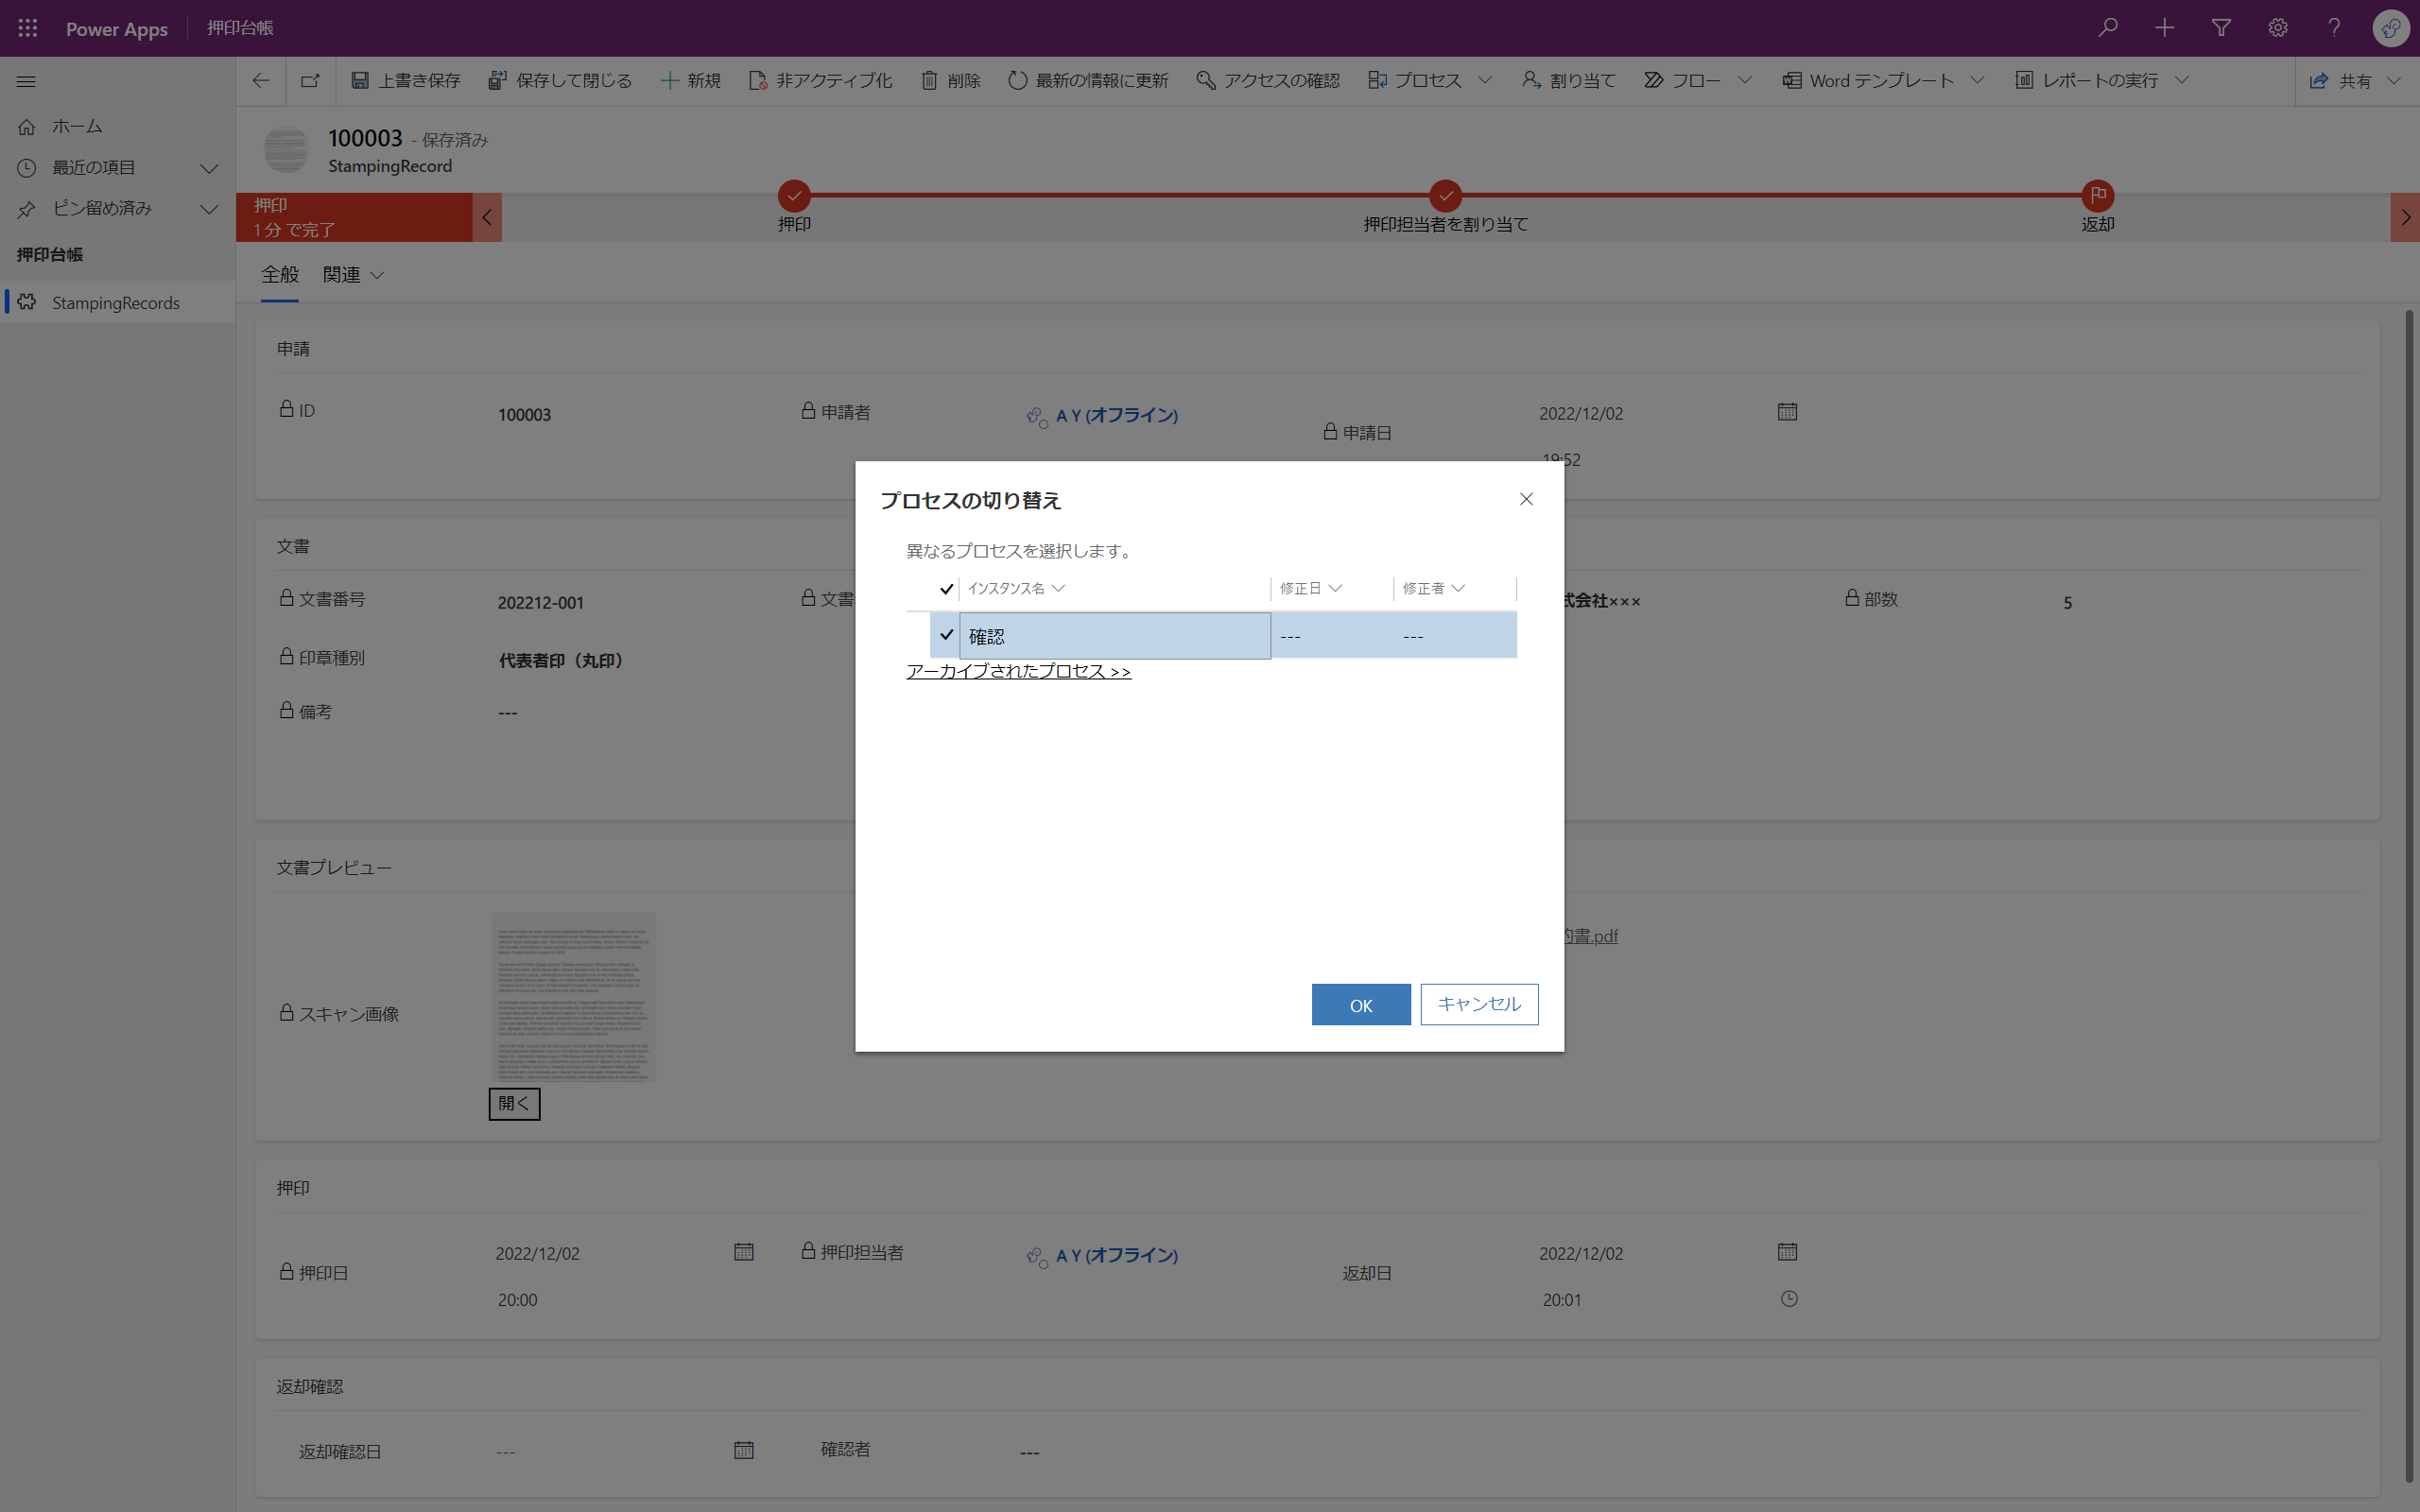 Power Apps 押印台帳
上書き保存 保存して閉じる 新規 非アクティブ化 削除 最新の情報に更新 アクセスの確認 プロセス 割り当て フロー Word テンプレート レポートの実行 共有
ホーム
最近の項目
ピン留め済み
押印台帳
StampingRecords
100003 - 保存済み
StampingRecord
押印
1 分 で完了
押印 押印担当者を割り当て 返却
全般 関連
申請
ID 100003 申請者 A Y (オフライン) 申請日 2022/12/02
19:52
プロセスの切り替え
異なるプロセスを選択します。
インスタンス名 修正日 修正者
確認 --- ---
アーカイブされたプロセス >>
OK キャンセル
文書
文書番号 202212-001 文書 式会社××× 部数 5
印章種別 代表者印（丸印）
備考 ---
文書プレビュー
スキャン画像 約書.pdf
開く
押印
押印日 2022/12/02 押印担当者 A Y (オフライン) 返却日 2022/12/02
20:00 20:01
返却確認
返却確認日 --- 確認者 ---